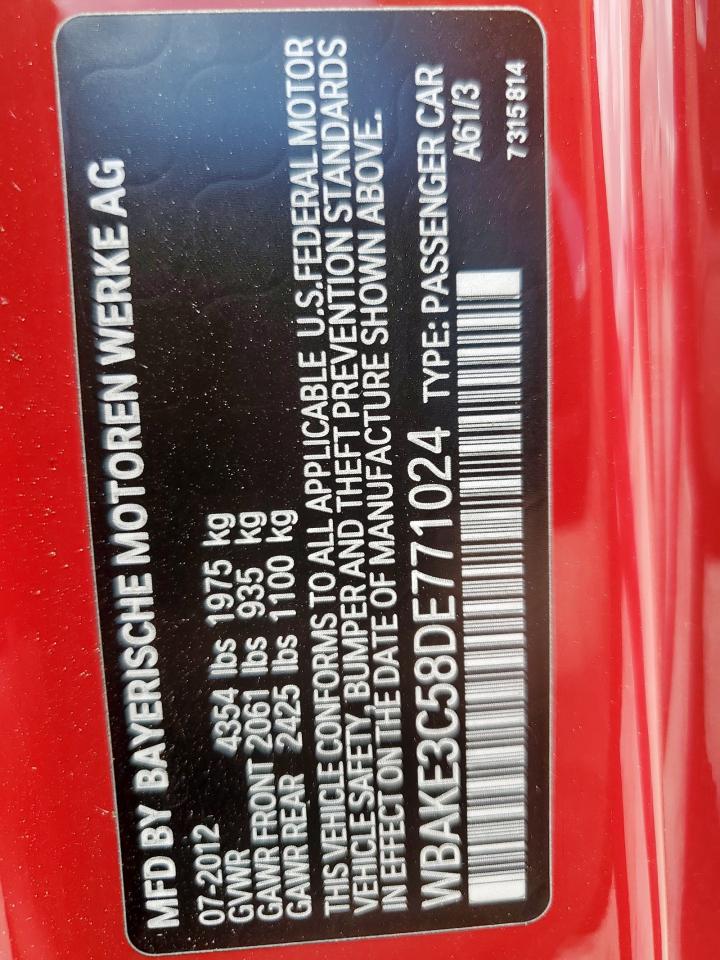 MFD BY BAYERISCHE MOTOREN WERKE AG
07-2012
GVWR 4354 lbs 1975 kg
GAWR FRONT 2061 lbs 935 kg
GAWR REAR 2425 lbs 1100 kg
THIS VEHICLE CONFORMS TO ALL APPLICABLE U.S.FEDERAL MOTOR
VEHICLE SAFETY, BUMPER AND THEFT PREVENTION STANDARDS
IN EFFECT ON THE DATE OF MANUFACTURE SHOWN ABOVE.
WBAKE3C58DE771024 TYPE: PASSENGER CAR
A61/3
7315814